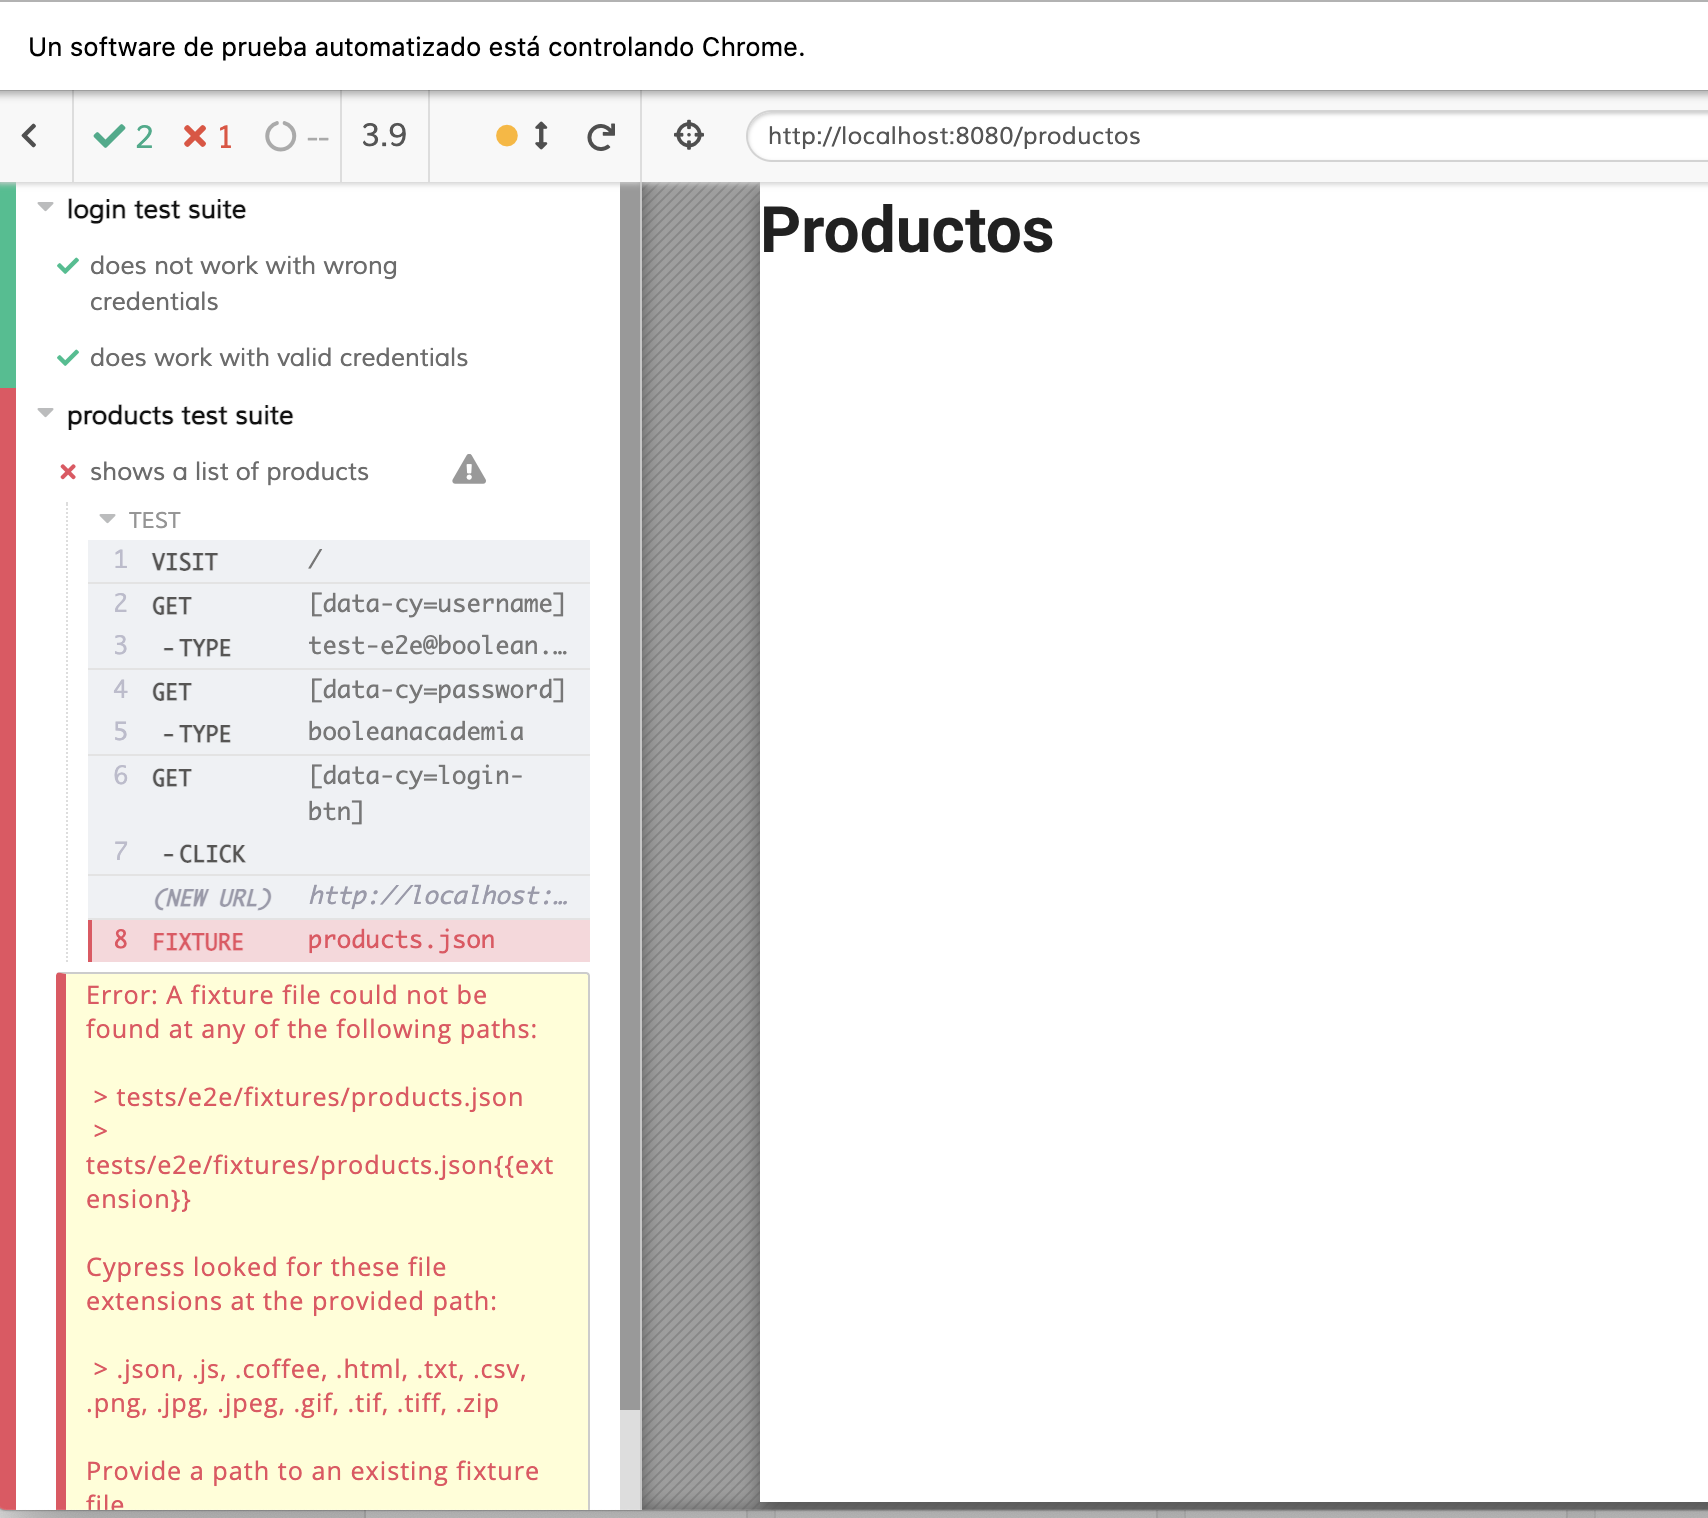 Un software de prueba automatizado está controlando Chrome.
2 1 -- 3.9 http://localhost:8080/productos
login test suite
does not work with wrong
credentials
does work with valid credentials
products test suite
shows a list of products
TEST
1 VISIT /
2 GET [data-cy=username]
3 -TYPE test-e2e@boolean.…
4 GET [data-cy=password]
5 -TYPE booleanacademia
6 GET [data-cy=login-
btn]
7 -CLICK
(NEW URL) http://localhost:…
8 FIXTURE products.json
Error: A fixture file could not be
found at any of the following paths:
> tests/e2e/fixtures/products.json
>
tests/e2e/fixtures/products.json{{ext
ension}}
Cypress looked for these file
extensions at the provided path:
> .json, .js, .coffee, .html, .txt, .csv,
.png, .jpg, .jpeg, .gif, .tif, .tiff, .zip
Provide a path to an existing fixture
file
Productos